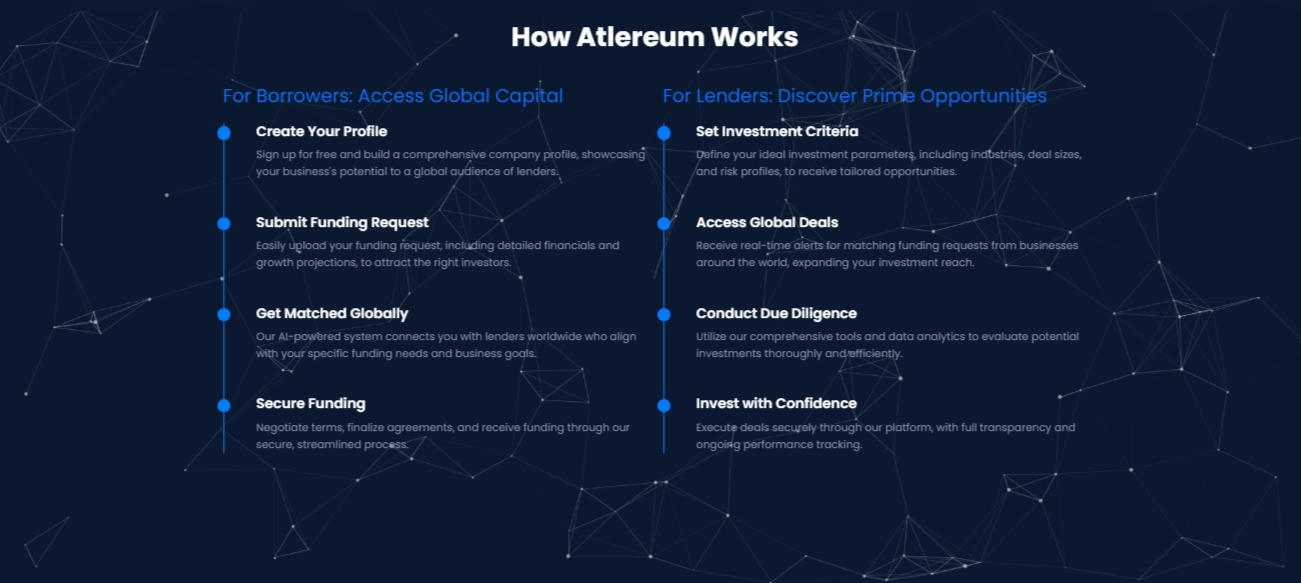 How Atlereum Works
For Borrowers: Access Global Capital
Create Your Profile
Sign up for free and build a comprehensive company profile, showcasing
your business's potential to a global audience of lenders.
Submit Funding Request
Easily upload your funding request, including detailed financials and
growth projections, to attract the right investors.
Get Matched Globally
Our AI-powered system connects you with lenders worldwide who align
with your specific funding needs and business goals.
Secure Funding
Negotiate terms, finalize agreements, and receive funding through our
secure, streamlined process.
For Lenders: Discover Prime Opportunities
Set Investment Criteria
Define your ideal investment parameters, including industries, deal sizes,
and risk profiles, to receive tailored opportunities.
Access Global Deals
Receive real-time alerts for matching funding requests from businesses
around the world, expanding your investment reach.
Conduct Due Diligence
Utilize our comprehensive tools and data analytics to evaluate potential
investments thoroughly and efficiently.
Invest with Confidence
Execute deals securely through our platform, with full transparency and
ongoing performance tracking.